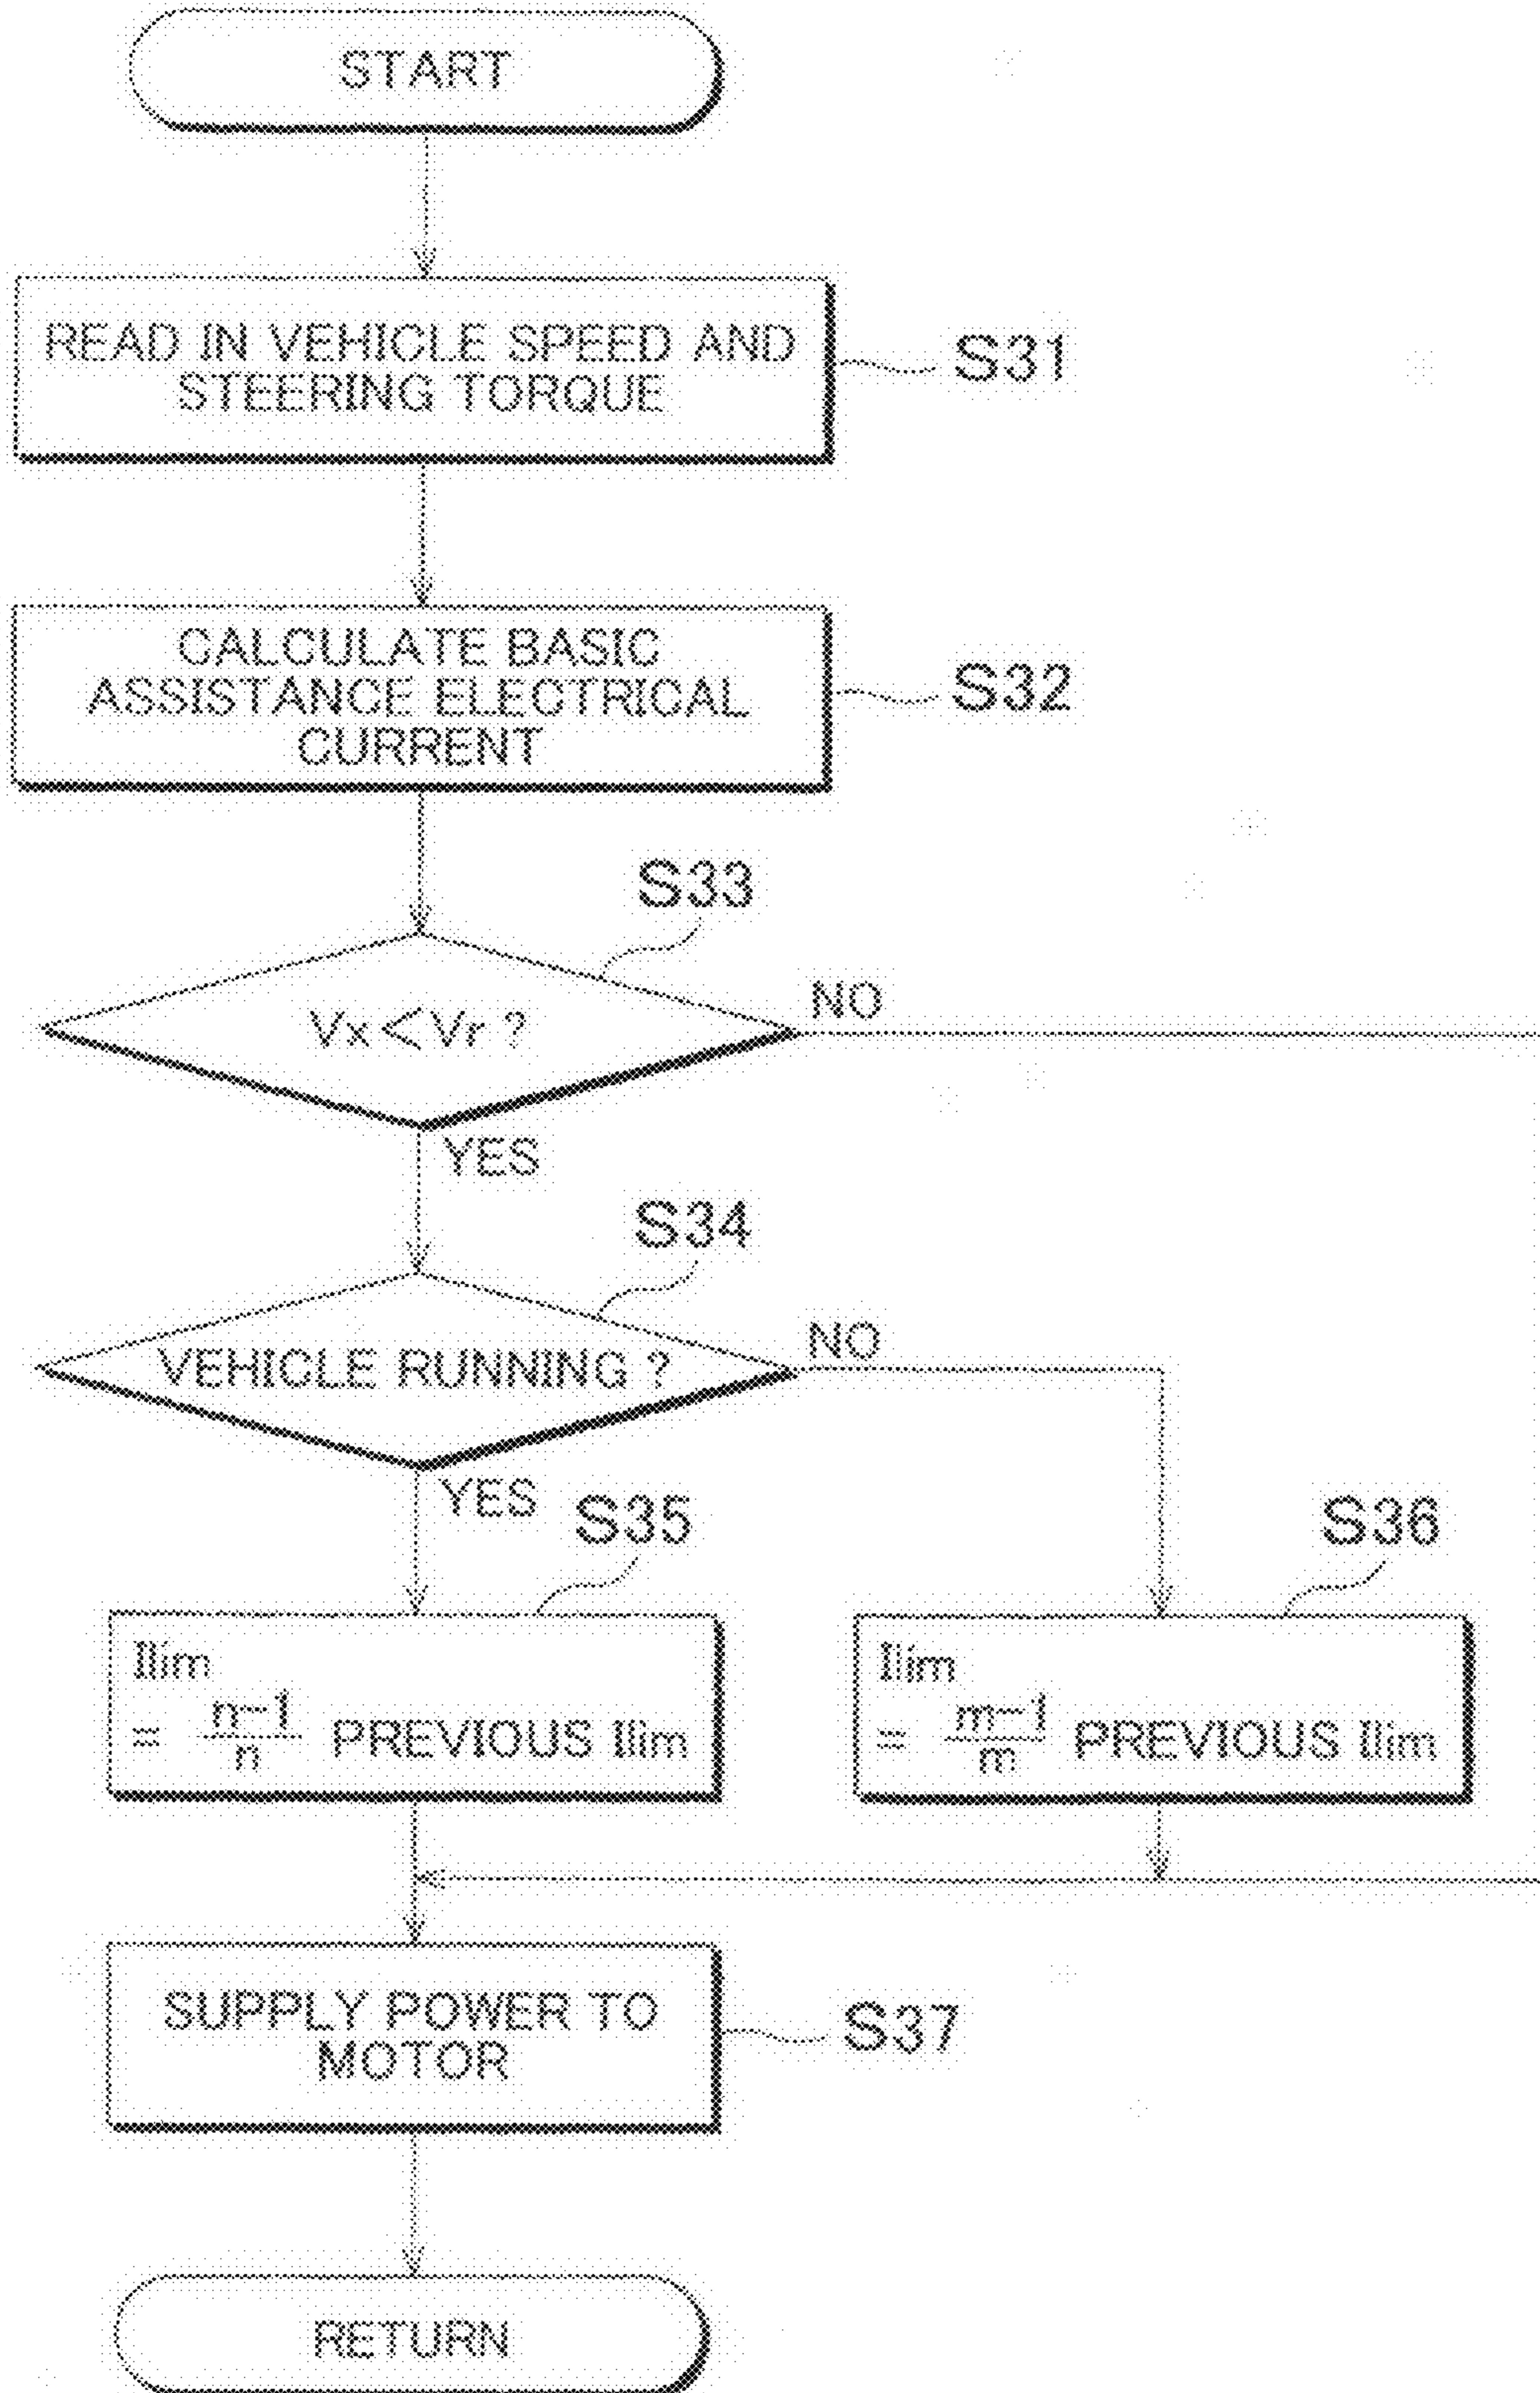 START
READ IN VEHICLE SPEED AND
STEERING TORQUE
S31
CALCULATE BASIC
ASSISTANCE ELECTRICAL
CURRENT
S32
S33
Vx<Vr ?
NO
YES
S34
VEHICLE RUNNING ?
NO
YES
S35
Ilim
= n-1/n PREVIOUS Ilim
S36
Ilim
= m-1/m PREVIOUS Ilim
SUPPLY POWER TO
MOTOR
S37
RETURN